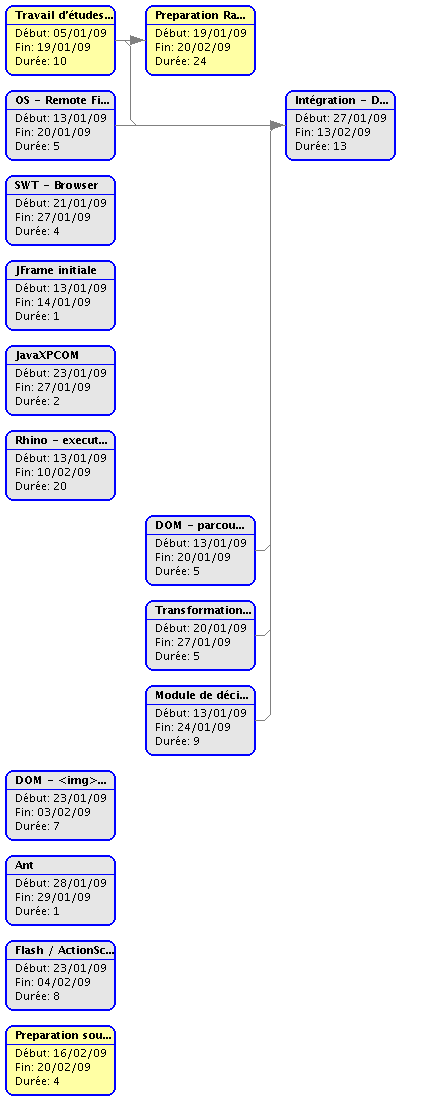 Travail d'études...
Début: 05/01/09
Fin: 19/01/09
Durée: 10
Preparation Ra...
Début: 19/01/09
Fin: 20/02/09
Durée: 24
OS - Remote Fi...
Début: 13/01/09
Fin: 20/01/09
Durée: 5
Intégration - D...
Début: 27/01/09
Fin: 13/02/09
Durée: 13
SWT - Browser
Début: 21/01/09
Fin: 27/01/09
Durée: 4
JFrame initiale
Début: 13/01/09
Fin: 14/01/09
Durée: 1
JavaXPCOM
Début: 23/01/09
Fin: 27/01/09
Durée: 2
Rhino - execut...
Début: 13/01/09
Fin: 10/02/09
Durée: 20
DOM - parcou...
Début: 13/01/09
Fin: 20/01/09
Durée: 5
Transformation...
Début: 20/01/09
Fin: 27/01/09
Durée: 5
Module de déci...
Début: 13/01/09
Fin: 24/01/09
Durée: 9
DOM - <img>...
Début: 23/01/09
Fin: 03/02/09
Durée: 7
Ant
Début: 28/01/09
Fin: 29/01/09
Durée: 1
Flash / ActionSc...
Début: 23/01/09
Fin: 04/02/09
Durée: 8
Preparation sou...
Début: 16/02/09
Fin: 20/02/09
Durée: 4